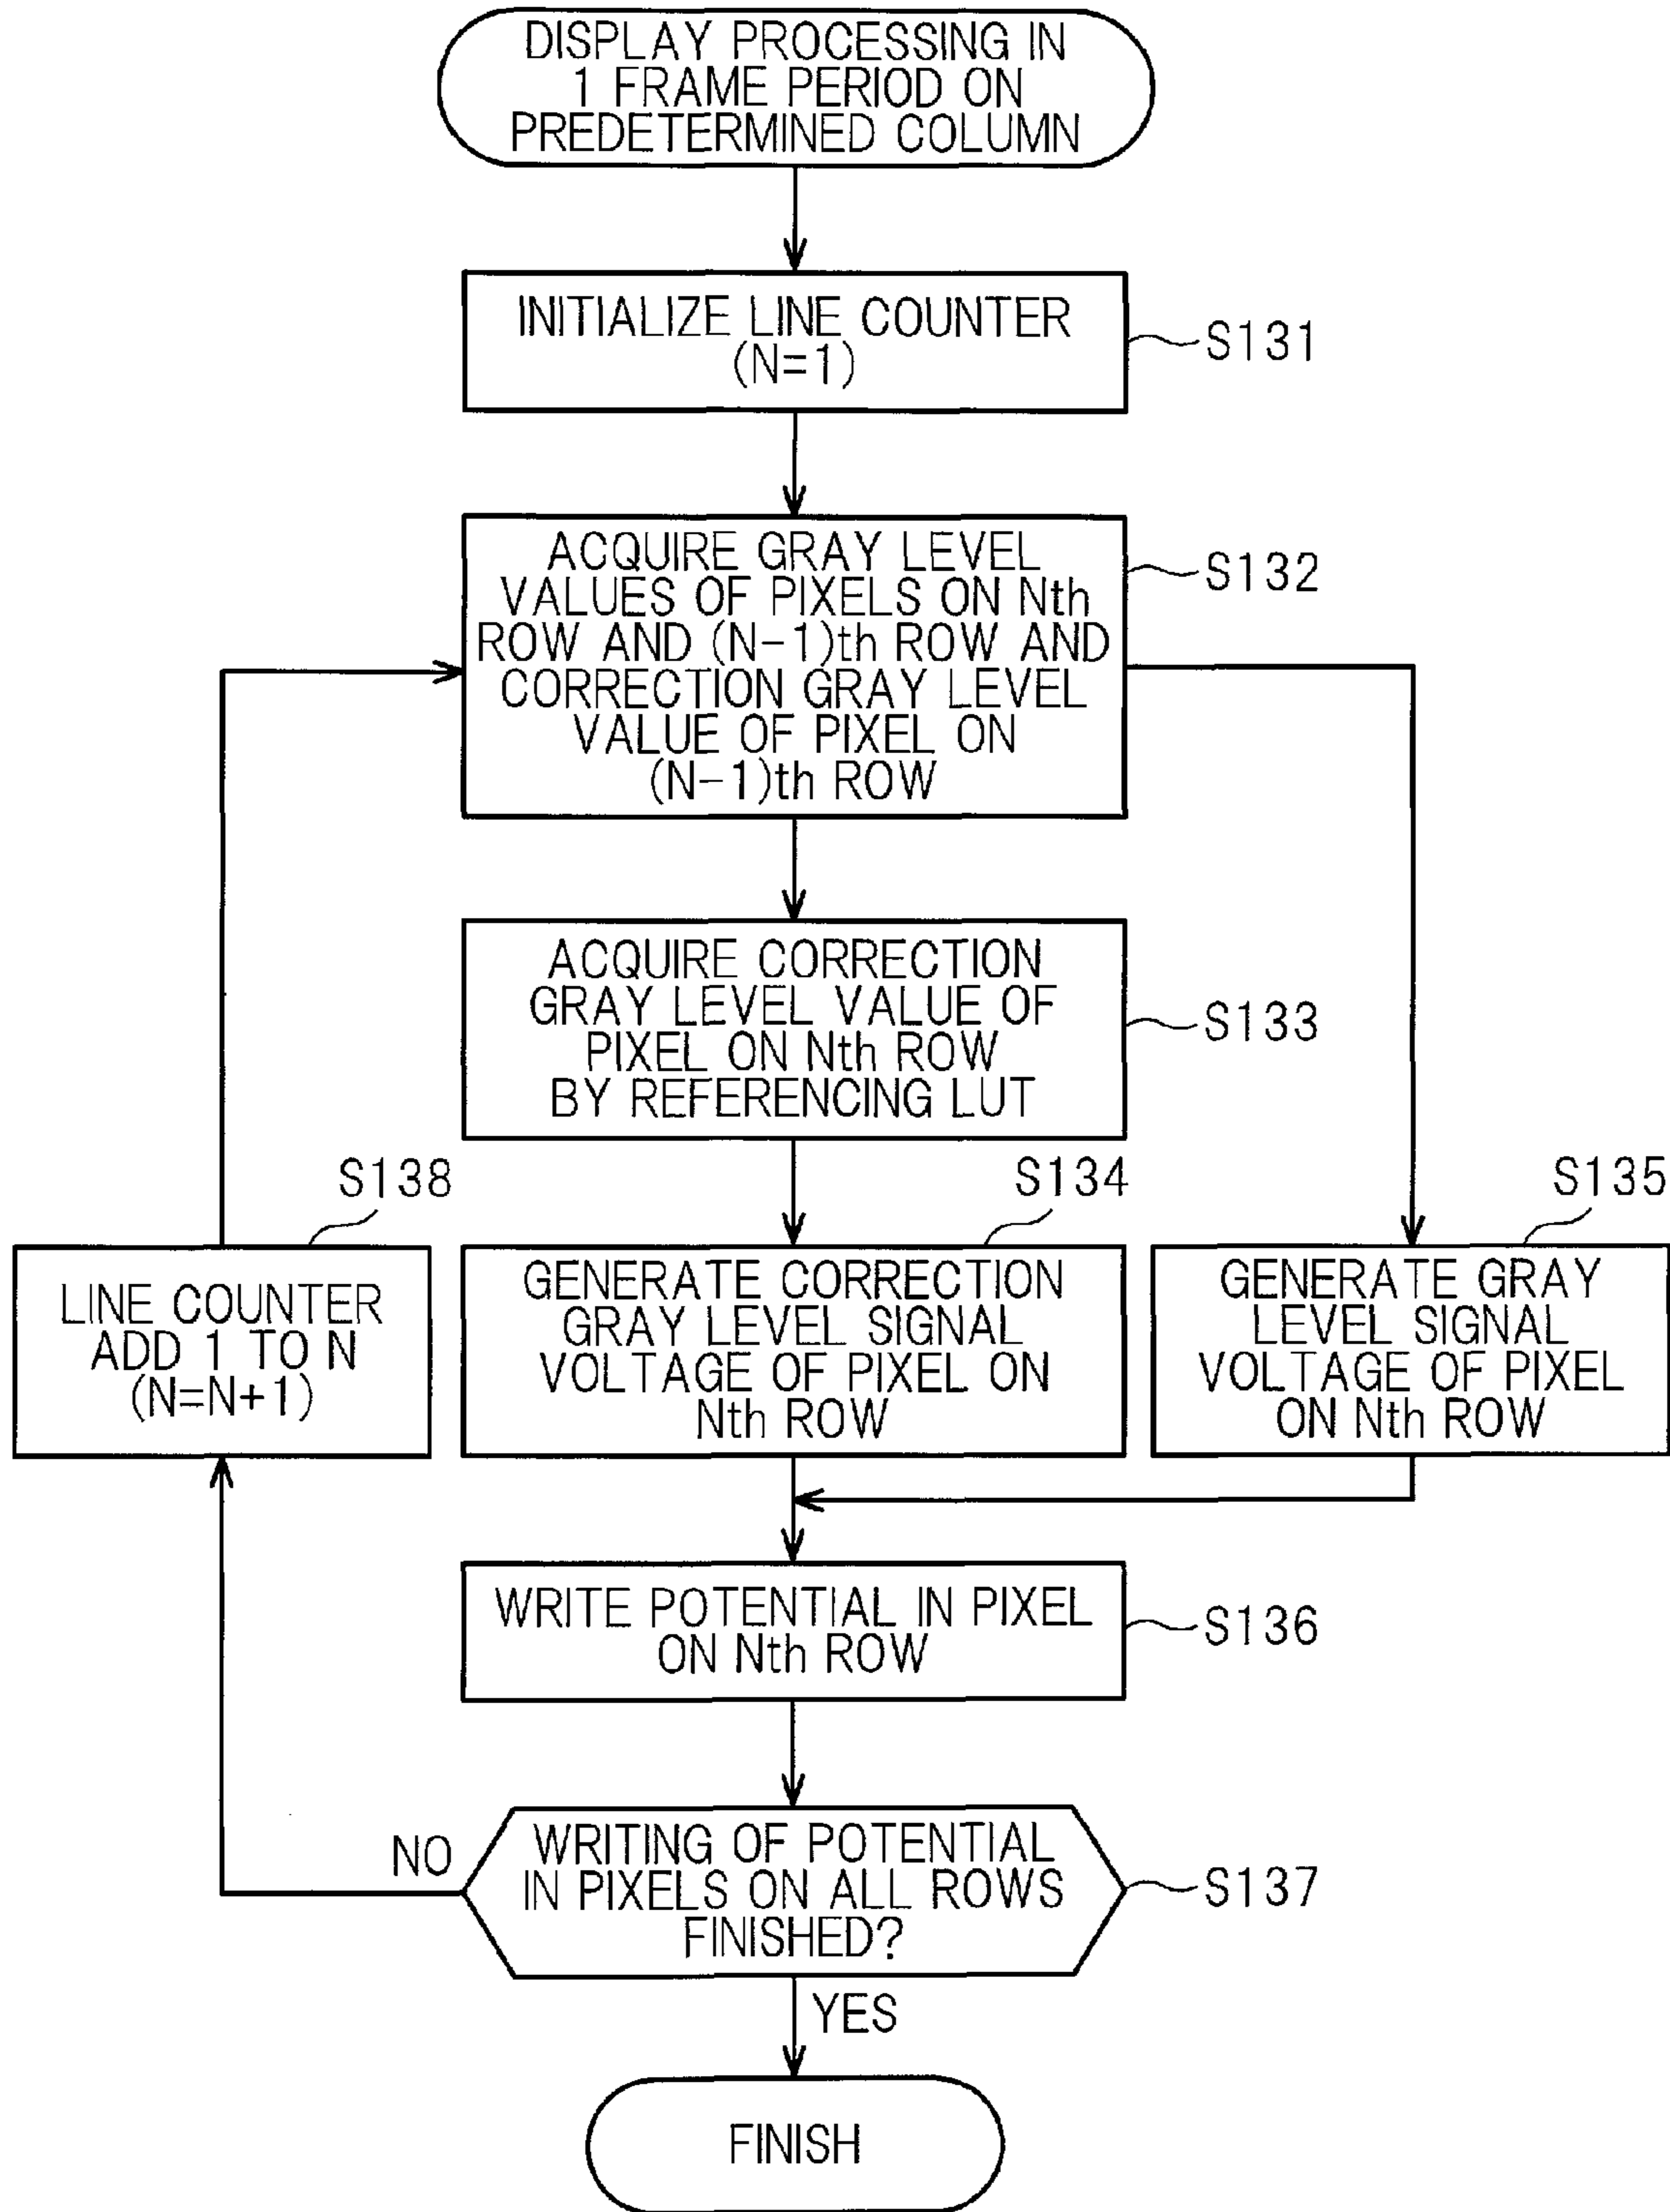 DISPLAY PROCESSING IN
1 FRAME PERIOD ON
PREDETERMINED COLUMN
INITIALIZE LINE COUNTER
(N=1)
S131
ACQUIRE GRAY LEVEL
VALUES OF PIXELS ON Nth
ROW AND (N-1)th ROW AND
CORRECTION GRAY LEVEL
VALUE OF PIXEL ON
(N-1)th ROW
S132
ACQUIRE CORRECTION
GRAY LEVEL VALUE OF
PIXEL ON Nth ROW
BY REFERENCING LUT
S133
S138
LINE COUNTER
ADD 1 TO N
(N=N+1)
S134
GENERATE CORRECTION
GRAY LEVEL SIGNAL
VOLTAGE OF PIXEL ON
Nth ROW
S135
GENERATE GRAY
LEVEL SIGNAL
VOLTAGE OF PIXEL
ON Nth ROW
WRITE POTENTIAL IN PIXEL
ON Nth ROW
S136
NO
WRITING OF POTENTIAL
IN PIXELS ON ALL ROWS
FINISHED?
S137
YES
FINISH